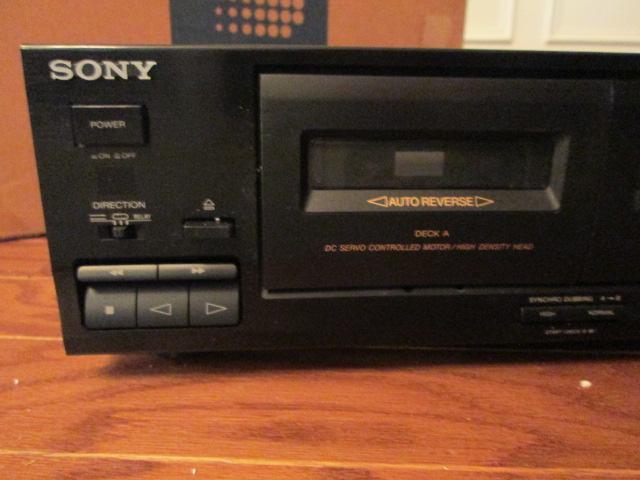 SONY
POWER
ON OFF
DIRECTION
RELAY
AUTO REVERSE
DECK A
DC SERVO CONTROLLED MOTOR / HIGH DENSITY HEAD
SYNCHRO DUBBING A→B
HIGH NORMAL